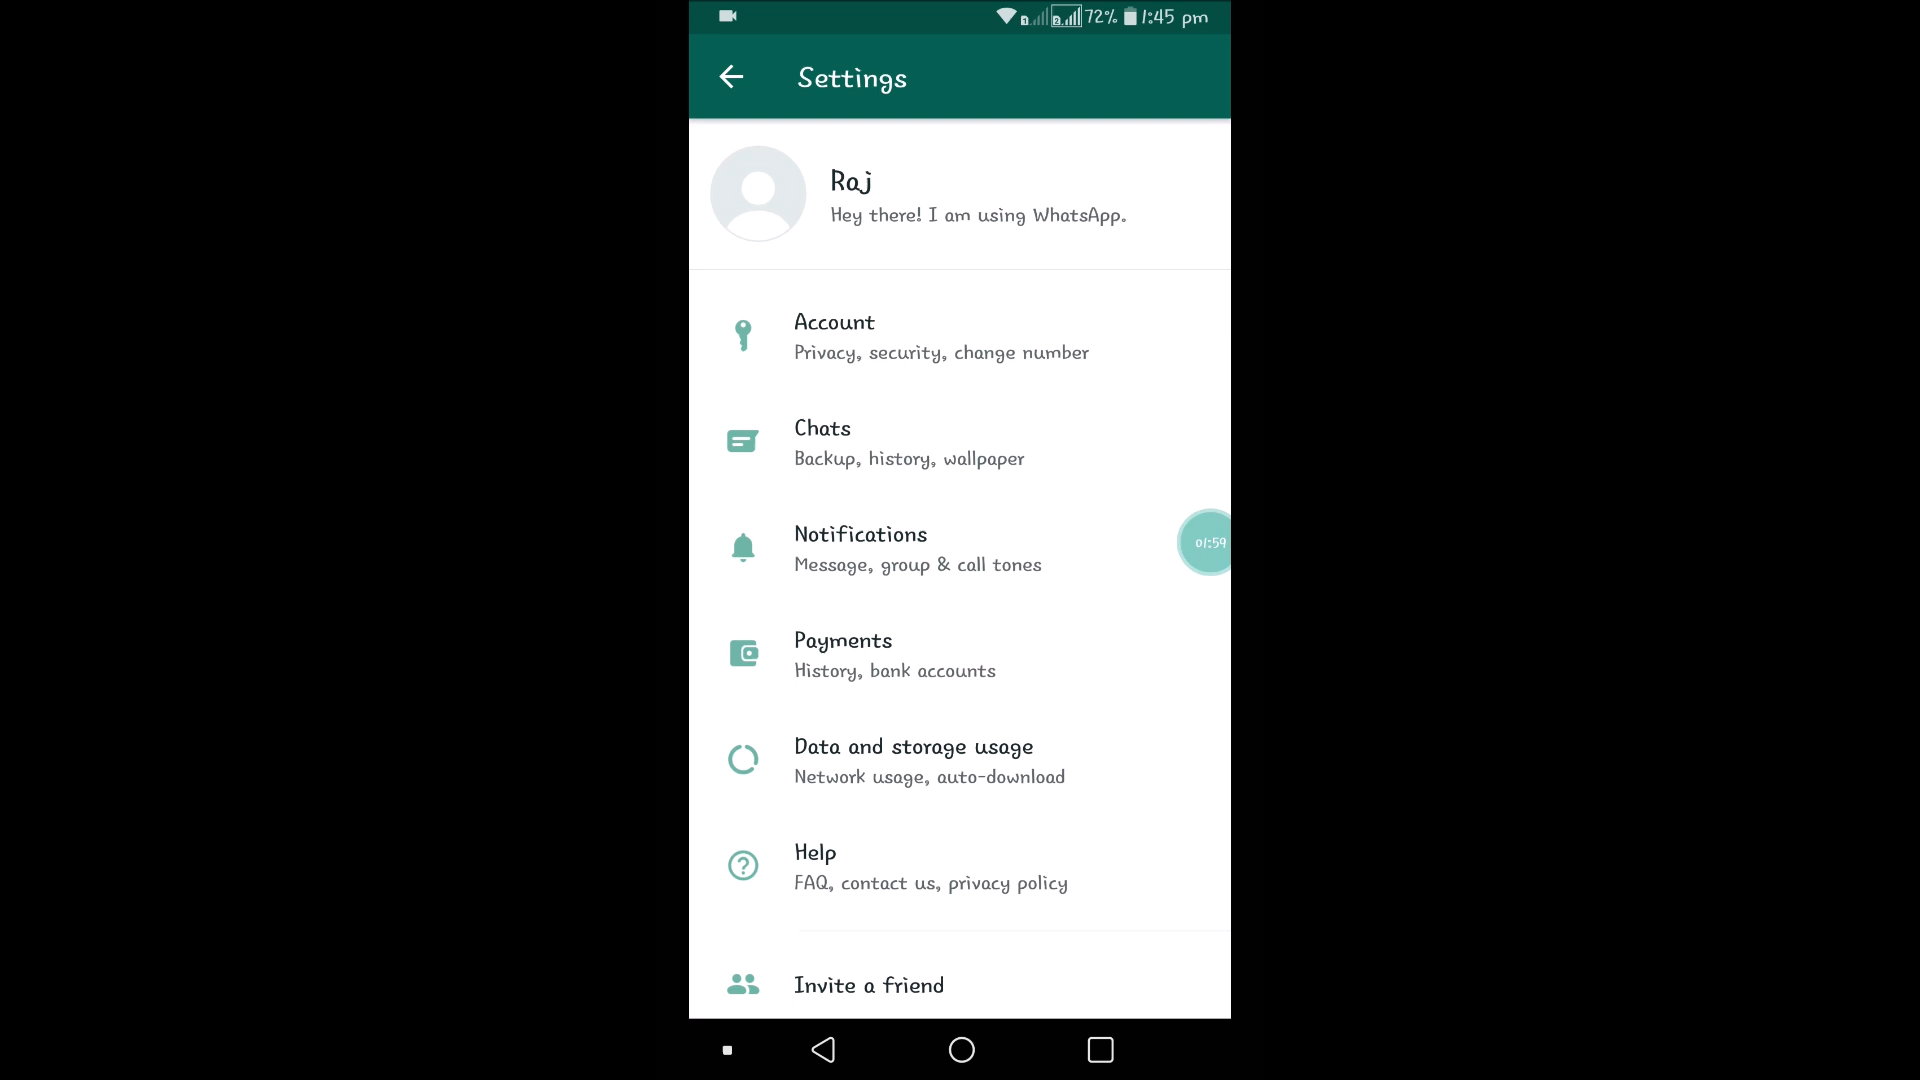 72% 1:45 pm
Settings
Raj
Hey there! I am using WhatsApp.
Account
Privacy, security, change number
Chats
Backup, history, wallpaper
Notifications
Message, group & call tones
01:59
Payments
History, bank accounts
Data and storage usage
Network usage, auto-download
Help
FAQ, contact us, privacy policy
Invite a friend